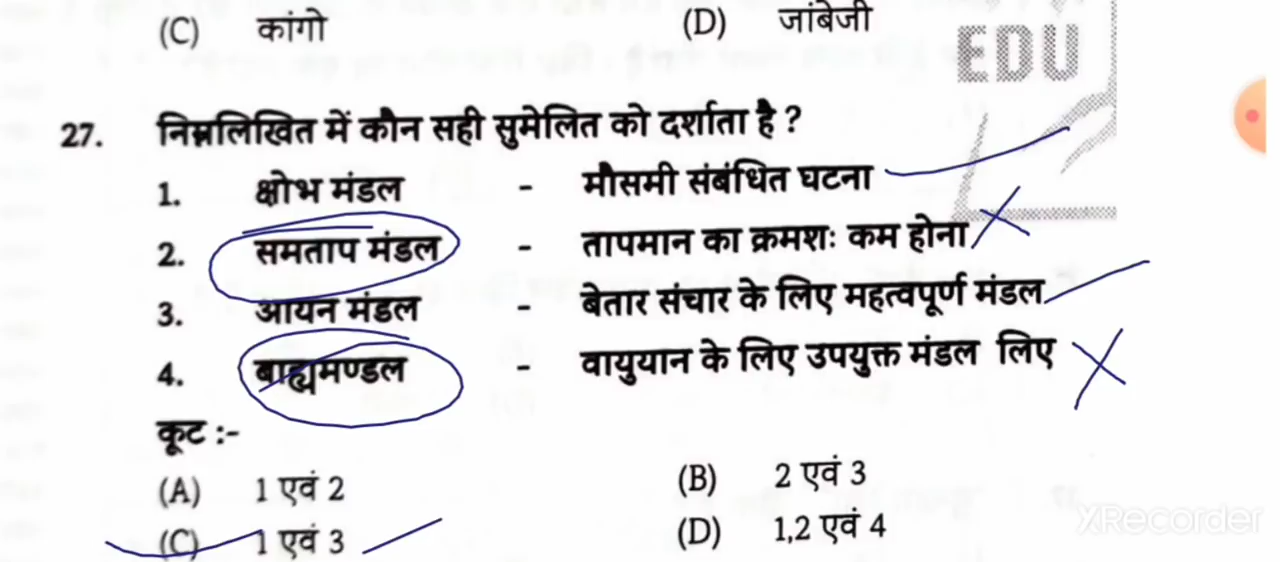 (C) कांगो (D) जांबेजी
EDU
27. निम्नलिखित में कौन सही सुमेलित को दर्शाता है ?
1. क्षोभ मंडल - मौसमी संबंधित घटना
2. समताप मंडल - तापमान का क्रमशः कम होना
3. आयन मंडल - बेतार संचार के लिए महत्वपूर्ण मंडल
4. बाह्यमण्डल - वायुयान के लिए उपयुक्त मंडल लिए
कूट :-
(A) 1 एवं 2 (B) 2 एवं 3
XRecorder
(C) 1 एवं 3 (D) 1,2 एवं 4